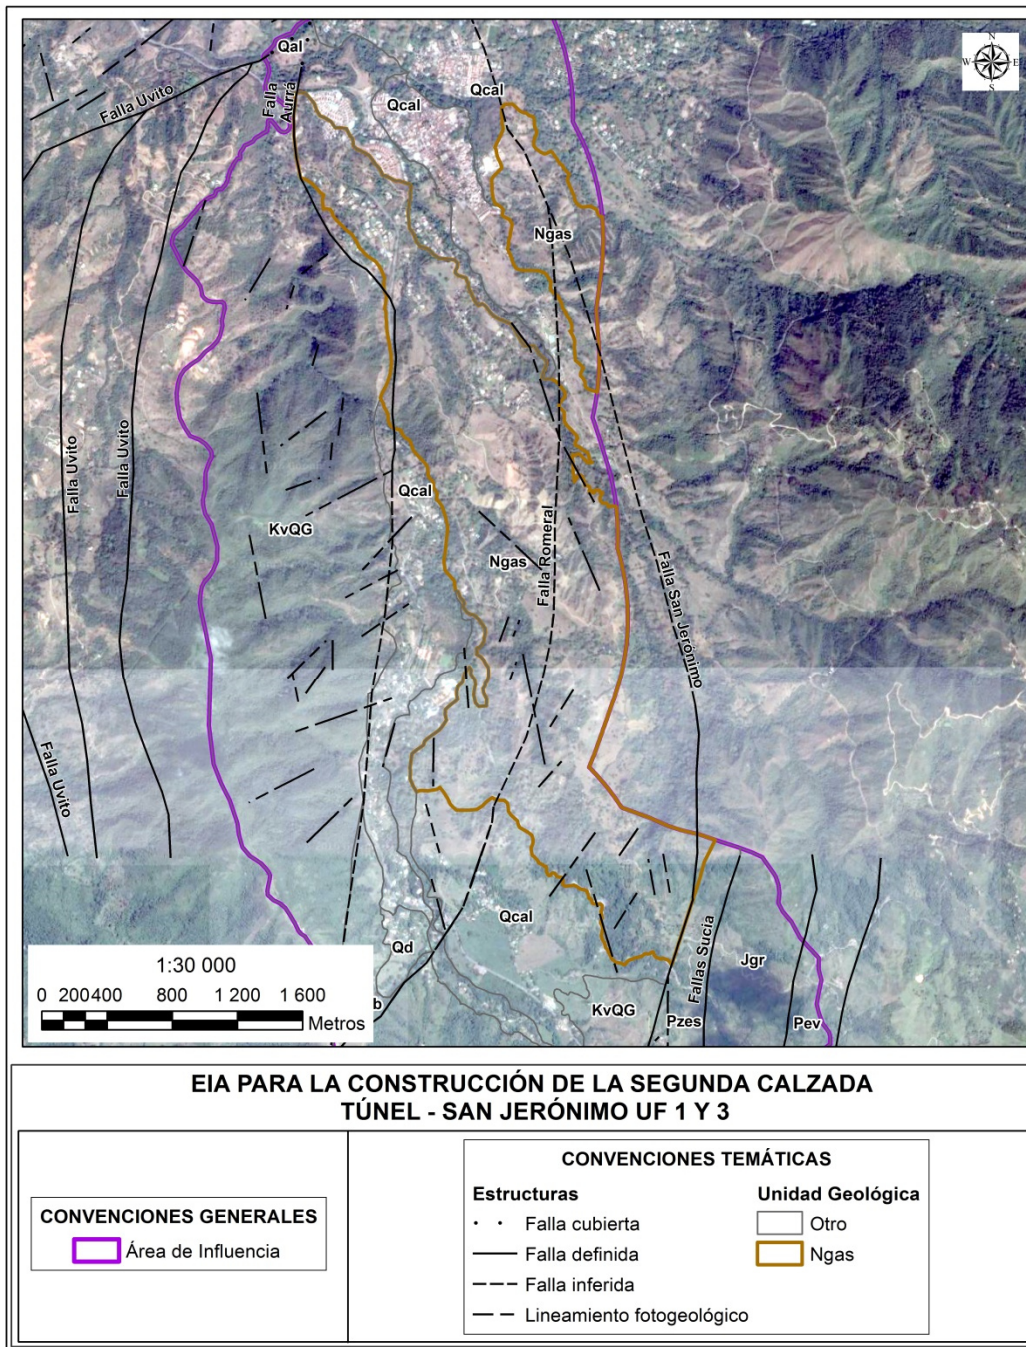 N
W E
S
Qal
Falla Uvito
Falla
Aurrá
Qcal
Qcal
Ngas
Falla Uvito
Falla Uvito
Qcal
KvQG
Ngas
Falla Romeral
Falla San Jerónimo
Falla Uvito
Qcal
Qd
Fallas Sucia
Jgr
b
KvQG
Pzes
Pev
1:30 000
0 200 400 800 1 200 1 600
Metros
EIA PARA LA CONSTRUCCIÓN DE LA SEGUNDA CALZADA
TÚNEL - SAN JERÓNIMO UF 1 Y 3
CONVENCIONES GENERALES
Área de Influencia
CONVENCIONES TEMÁTICAS
Estructuras
Falla cubierta
Falla definida
Falla inferida
Lineamiento fotogeológico
Unidad Geológica
Otro
Ngas